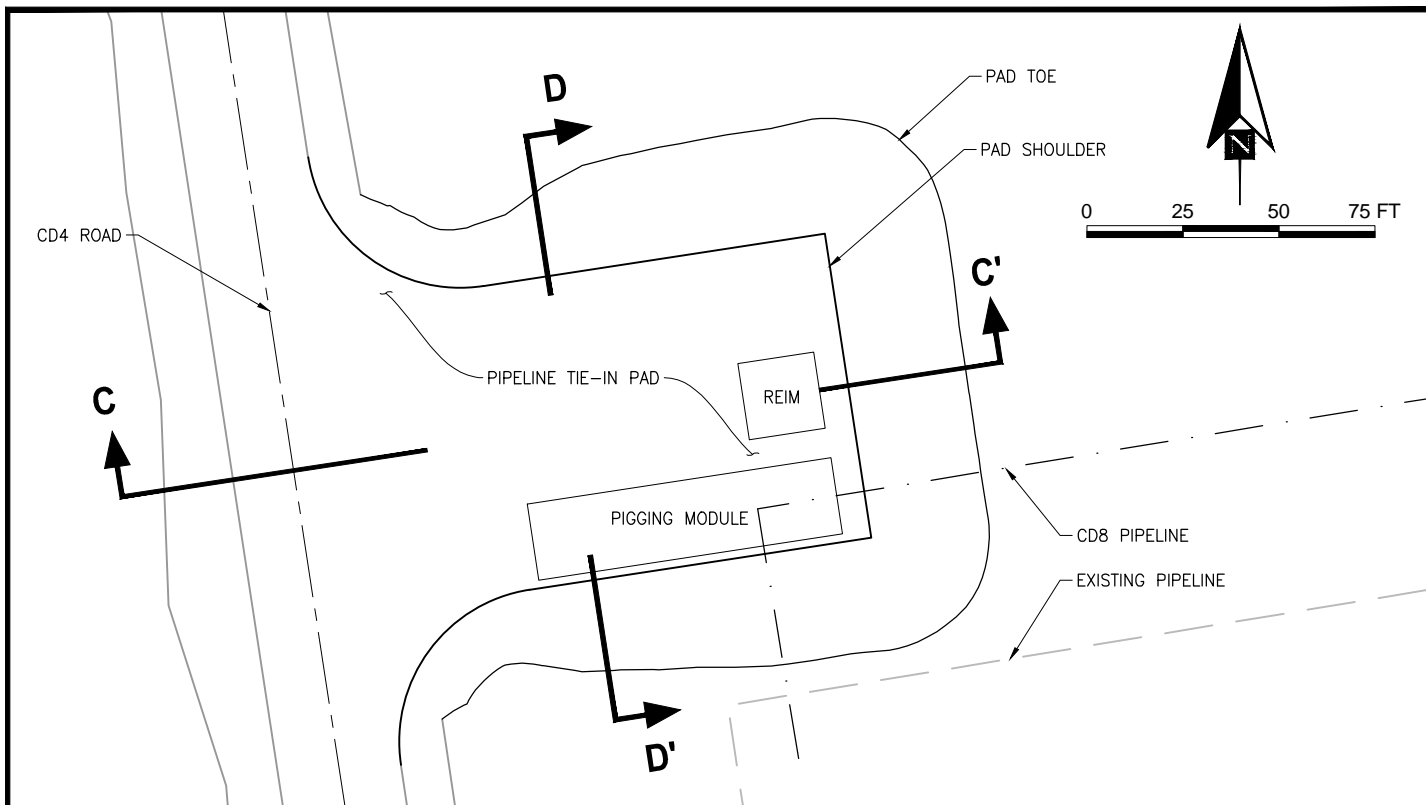 D
PAD TOE
PAD SHOULDER
N
0 25 50 75 FT
CD4 ROAD
C'
PIPELINE TIE-IN PAD
REIM
C
PIGGING MODULE
CD8 PIPELINE
EXISTING PIPELINE
D'